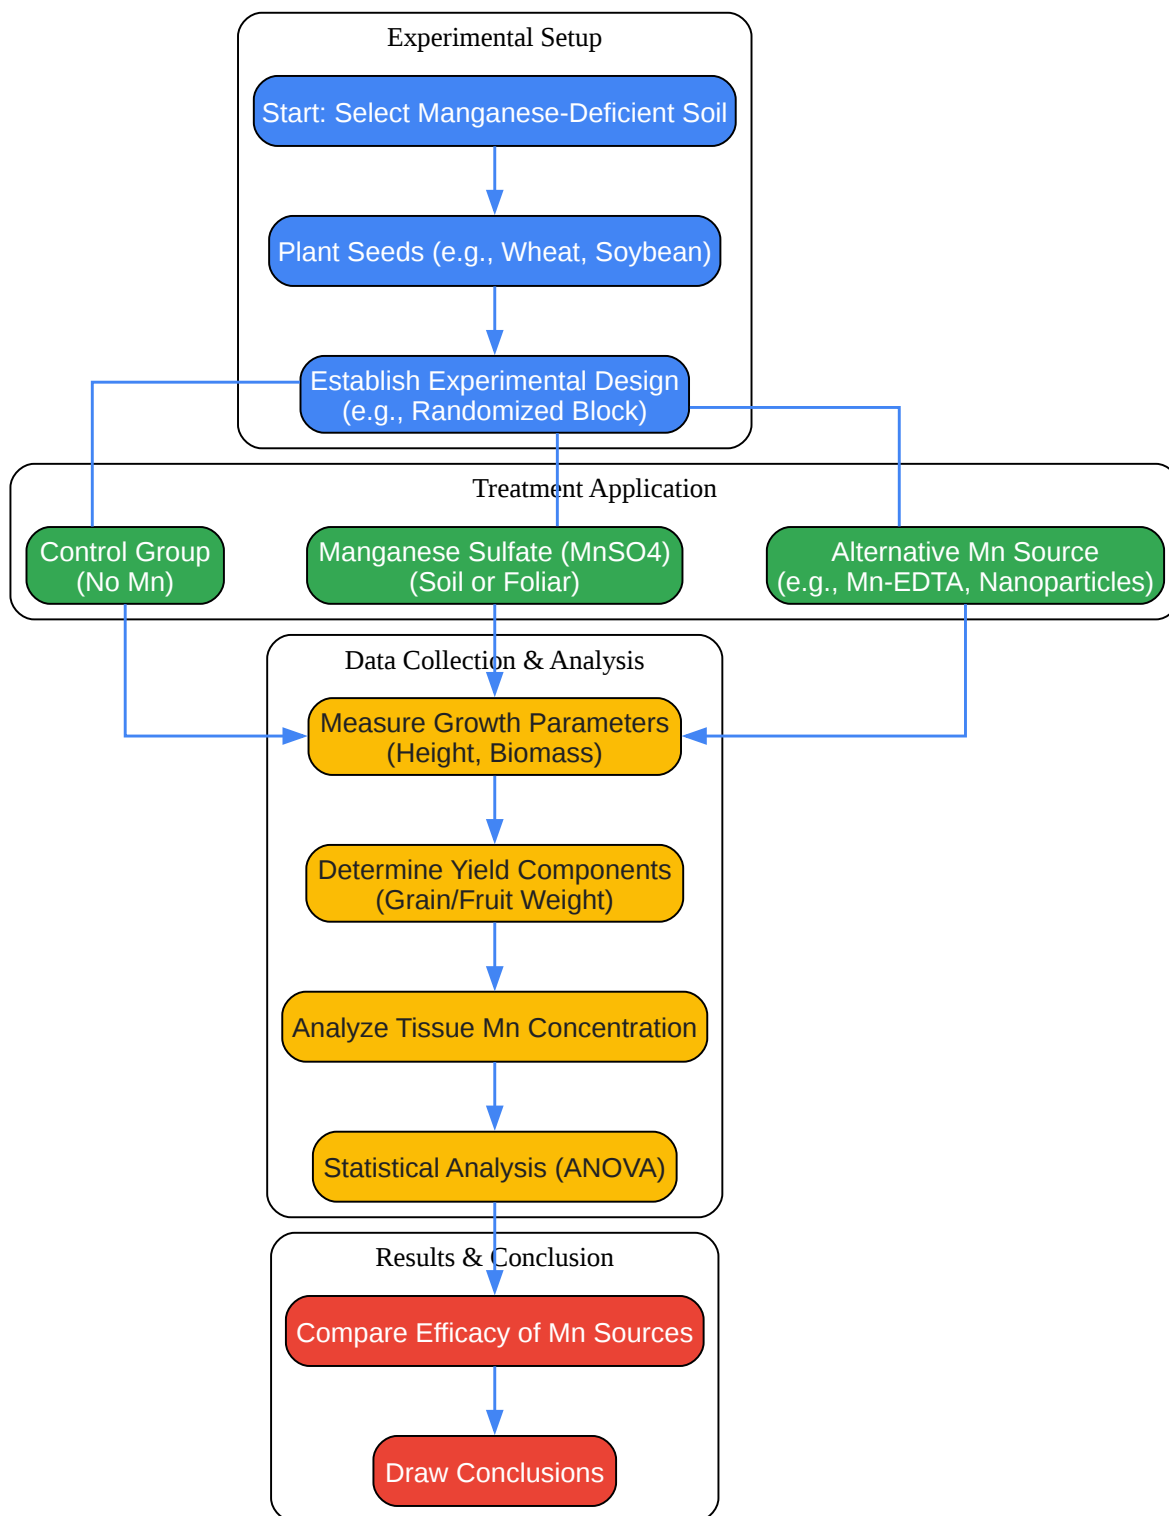 Experimental Setup
Start: Select Manganese-Deficient Soil
Plant Seeds (e.g., Wheat, Soybean)
Establish Experimental Design
(e.g., Randomized Block)
Treatment Application
Control Group
(No Mn)
Manganese Sulfate (MnSO4)
(Soil or Foliar)
Alternative Mn Source
(e.g., Mn-EDTA, Nanoparticles)
Data Collection & Analysis
Measure Growth Parameters
(Height, Biomass)
Determine Yield Components
(Grain/Fruit Weight)
Analyze Tissue Mn Concentration
Statistical Analysis (ANOVA)
Results & Conclusion
Compare Efficacy of Mn Sources
Draw Conclusions